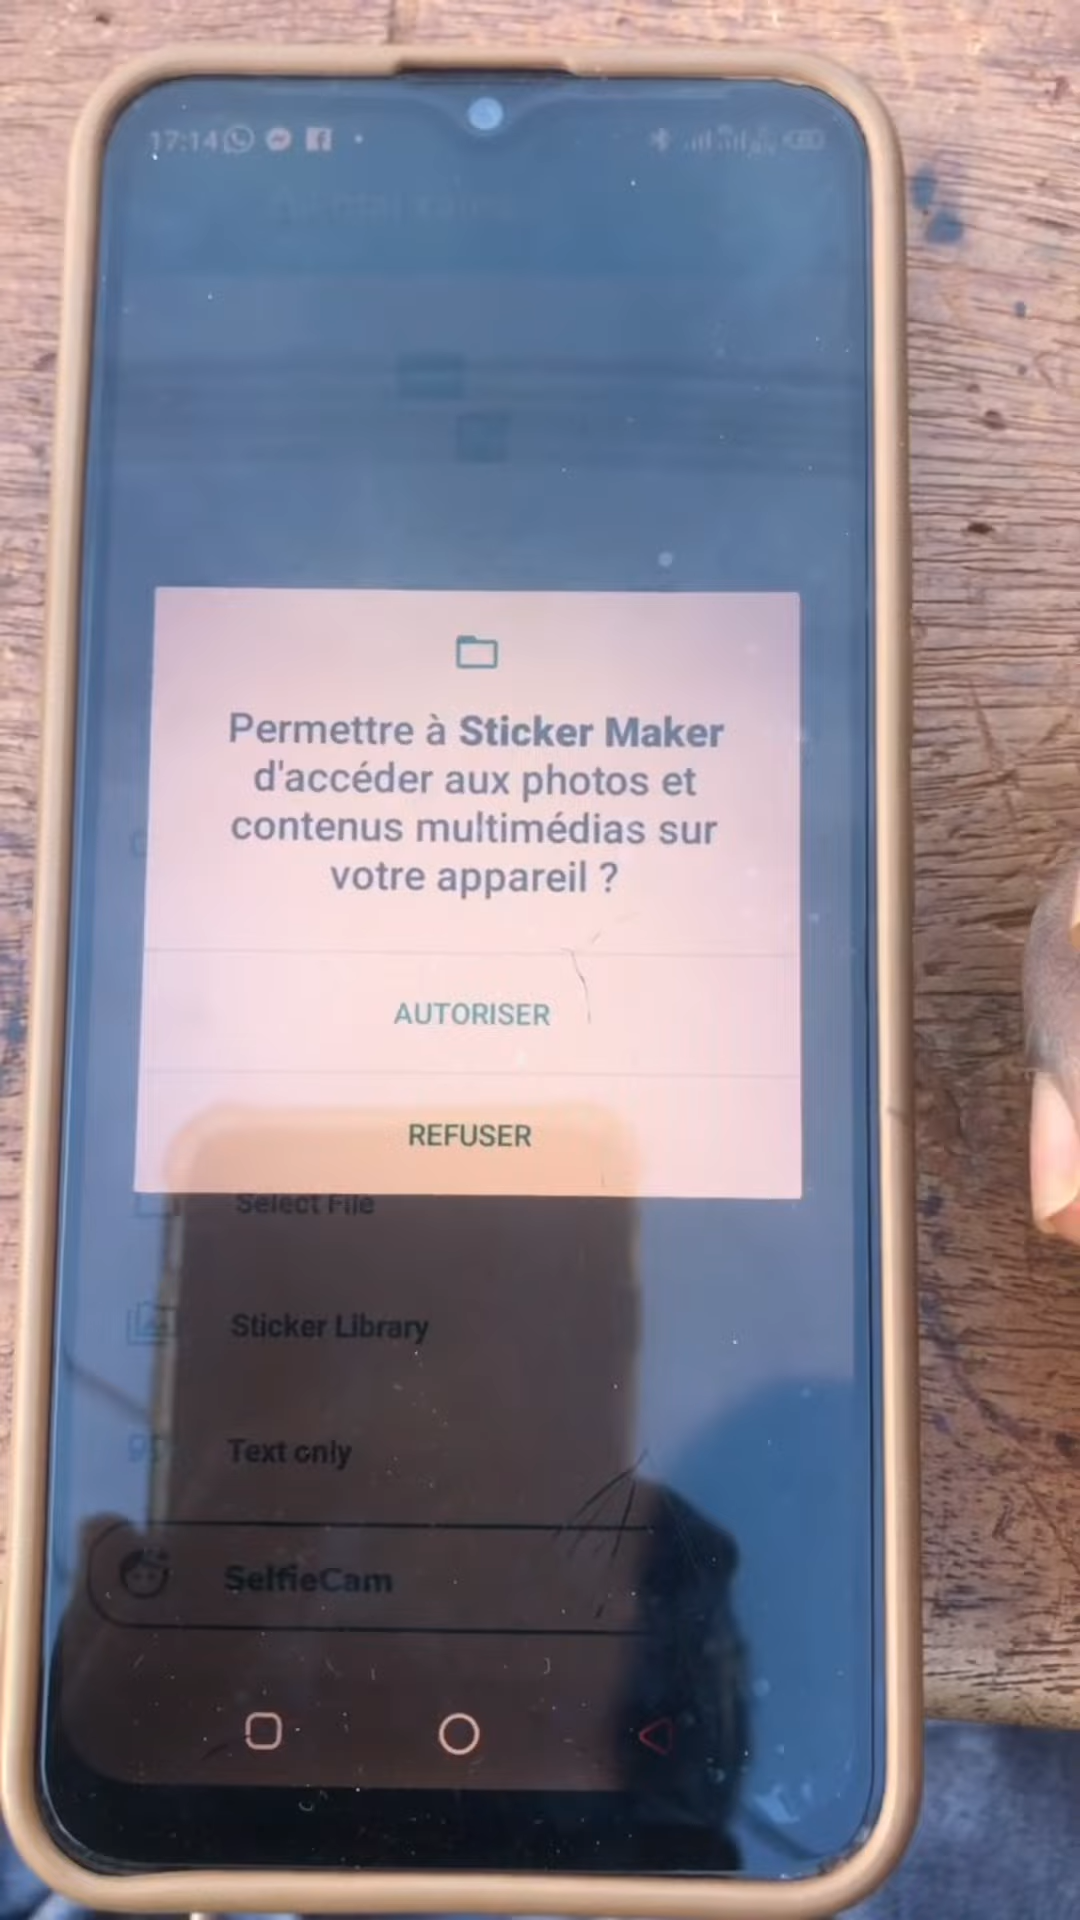 17:14
Permettre à Sticker Maker
d'accéder aux photos et
contenus multimédias sur
votre appareil ?
AUTORISER
REFUSER
Select File
Sticker Library
Text only
SelfieCam